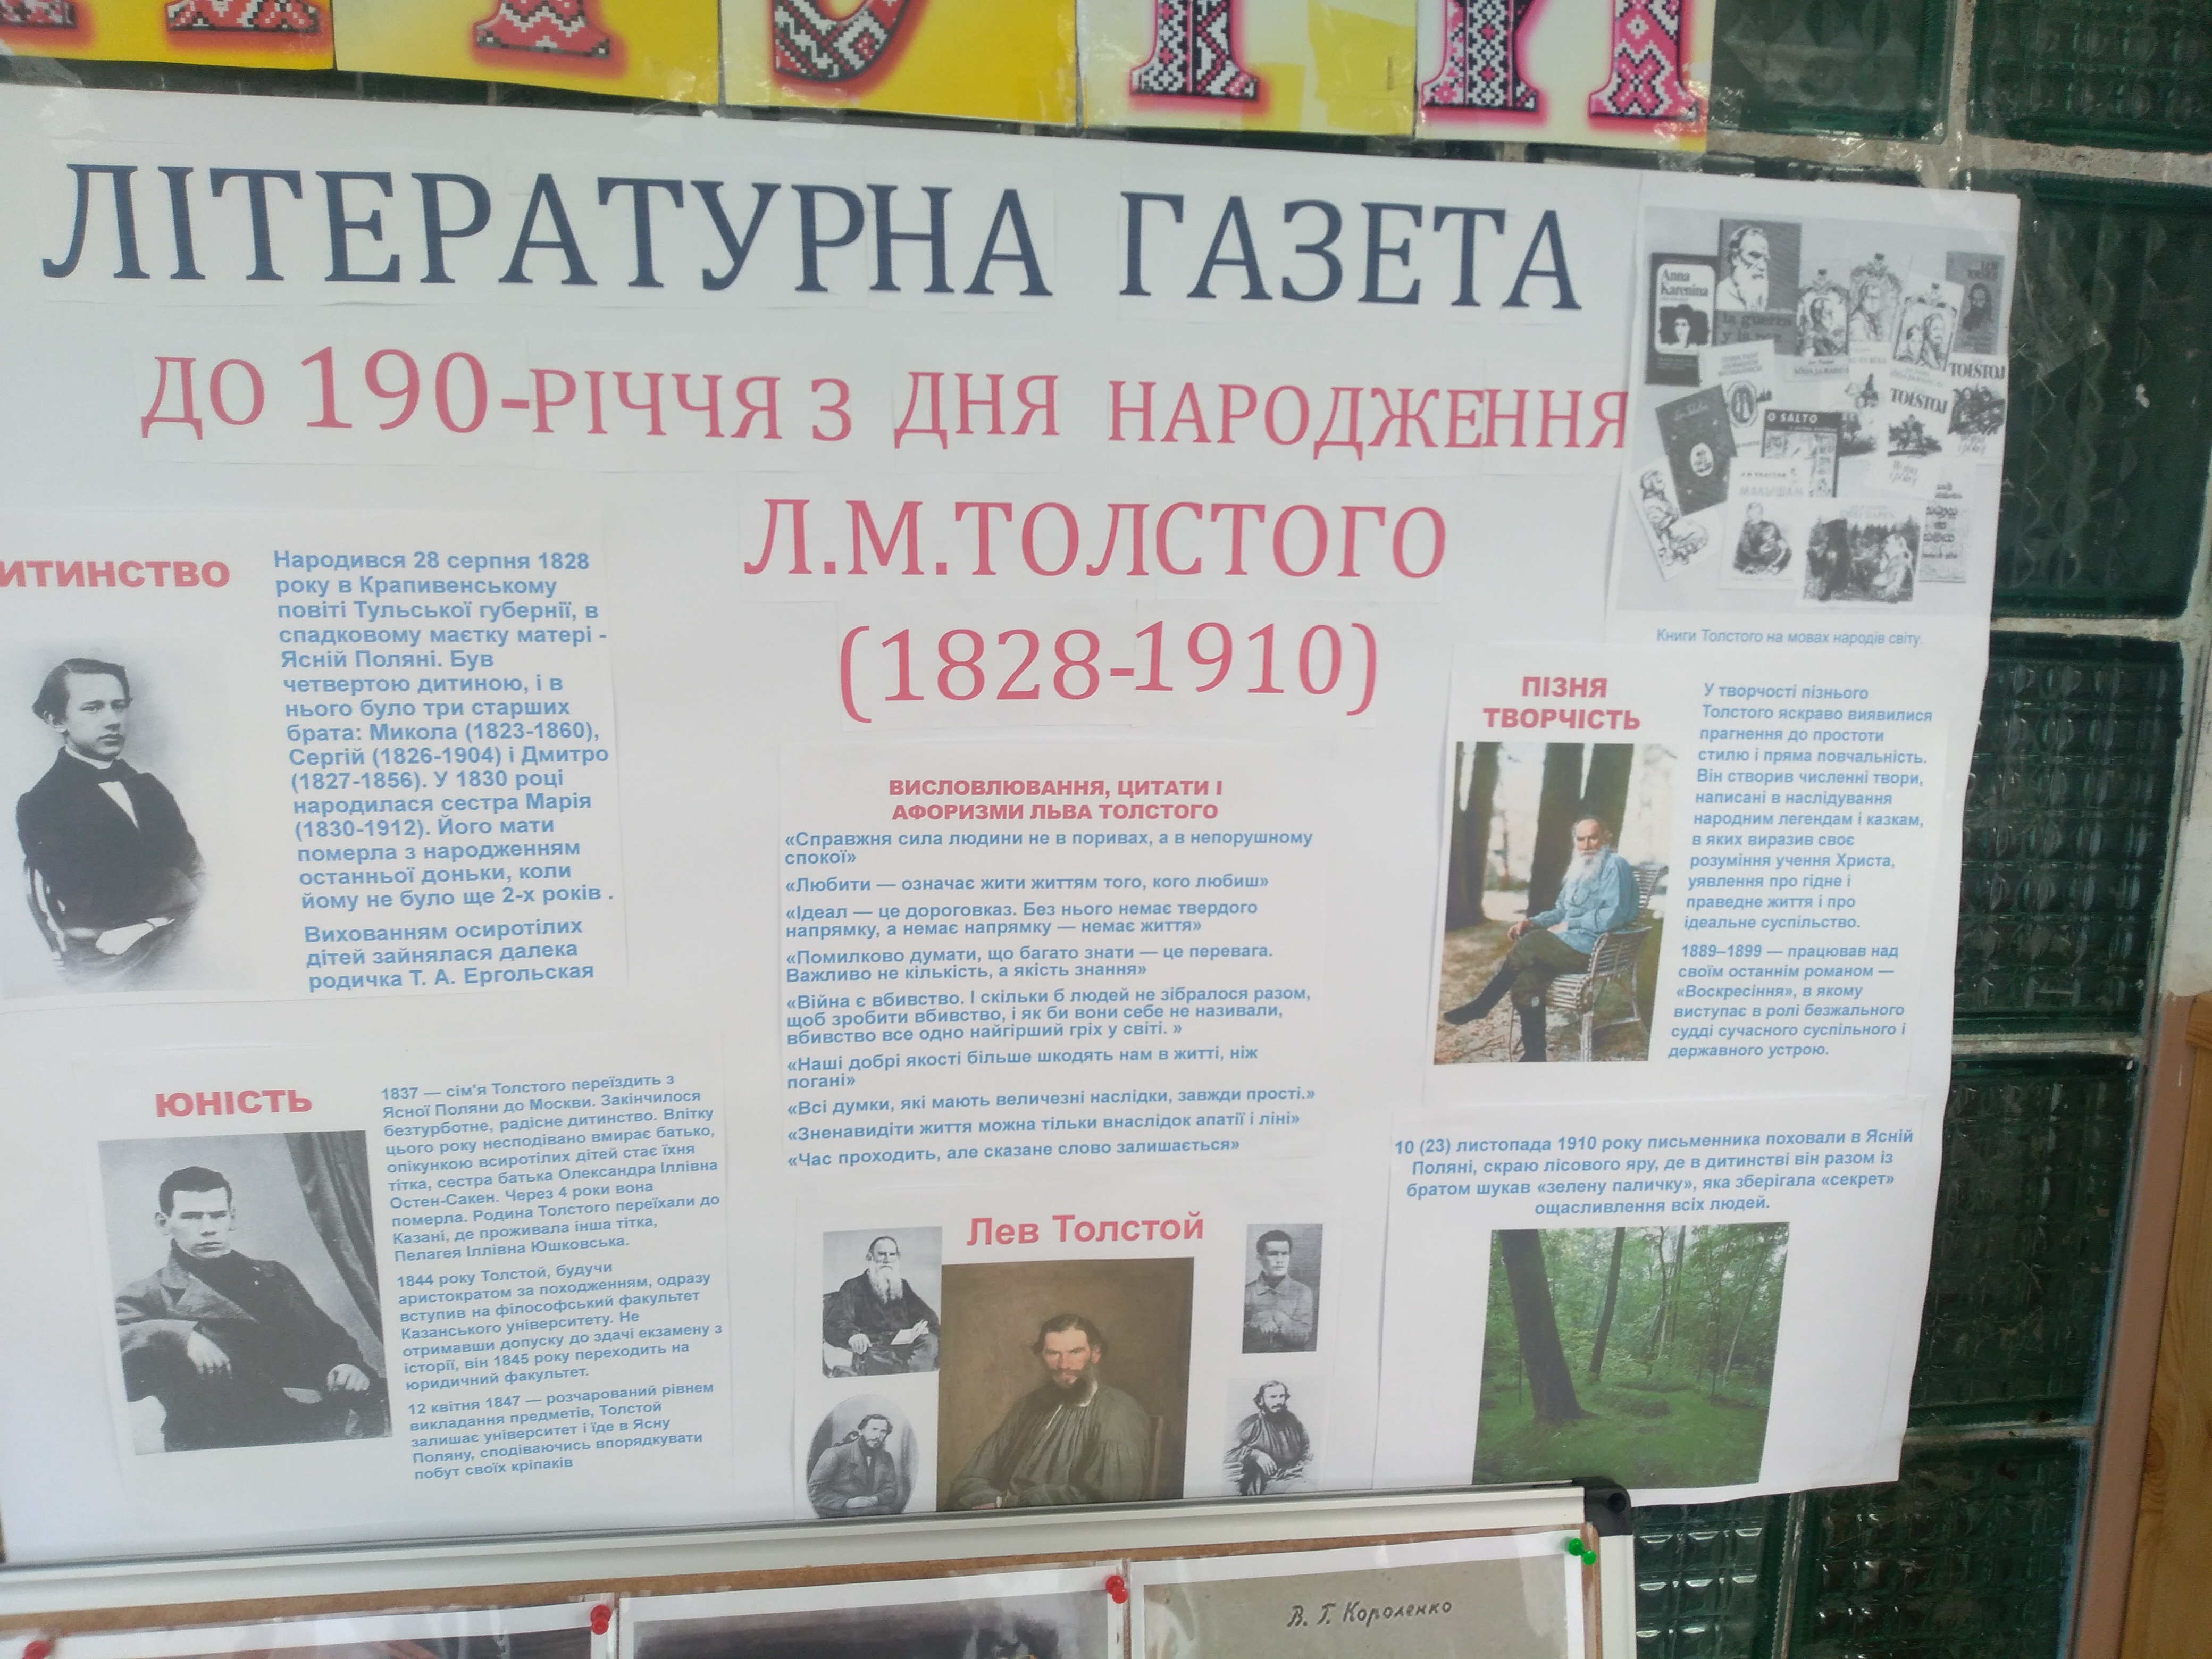 ЛІТЕРАТУРНА ГАЗЕТА
ДО 190-РІЧЧЯ З ДНЯ НАРОДЖЕННЯ
Л.М.ТОЛСТОГО
(1828-1910)
ИТИНСТВО
Народився 28 серпня 1828
року в Крапивенському
повіті Тульської губернії, в
спадковому маєтку матері -
Ясній Поляні. Був
четвертою дитиною, і в
нього було три старших
брата: Микола (1823-1860),
Сергій (1826-1904) і Дмитро
(1827-1856). У 1830 році
народилася сестра Марія
(1830-1912). Його мати
померла з народженням
останньої доньки, коли
йому не було ще 2-х років .
Вихованням осиротілих
дітей зайнялася далека
родичка Т. А. Ергольская
ЮНІСТЬ
1837 — сім'я Толстого переїздить з
Ясної Поляни до Москви. Закінчилося
безтурботне, радісне дитинство. Влітку
цього року несподівано вмирає батько,
опікункою всиротілих дітей стає їхня
тітка, сестра батька Олександра Іллівна
Остен-Сакен. Через 4 роки вона
померла. Родина Толстого переїхали до
Казані, де проживала інша тітка,
Пелагея Іллівна Юшковська.
1844 року Толстой, будучи
аристократом за походженням, одразу
вступив на філософський факультет
Казанського університету. Не
отримавши допуску до здачі екзамену з
історії, він 1845 року переходить на
юридичний факультет.
12 квітня 1847 — розчарований рівнем
викладання предметів, Толстой
залишає університет і їде в Ясну
Поляну, сподіваючись впорядкувати
побут своїх кріпаків
ВИСЛОВЛЮВАННЯ, ЦИТАТИ І
АФОРИЗМИ ЛЬВА ТОЛСТОГО
«Справжня сила людини не в поривах, а в непорушному
спокої»
«Любити — означає жити життям того, кого любиш»
«Ідеал — це дороговказ. Без нього немає твердого
напрямку, а немає напрямку — немає життя»
«Помилково думати, що багато знати — це перевага.
Важливо не кількість, а якість знання»
«Війна є вбивство. І скільки б людей не зібралося разом,
щоб зробити вбивство, і як би вони себе не називали,
вбивство все одно найгірший гріх у світі. »
«Наші добрі якості більше шкодять нам в житті, ніж
погані»
«Всі думки, які мають величезні наслідки, завжди прості.»
«Зненавидіти життя можна тільки внаслідок апатії і ліні»
«Час проходить, але сказане слово залишається»
Лев Толстой
Anna
Karenina
la guerra
y la paz
TOLSTOJ
TOLSTOJ
O SALTO
Книги Толстого на мовах народів світу.
ПІЗНЯ
ТВОРЧІСТЬ
У творчості пізнього
Толстого яскраво виявилися
прагнення до простоти
стилю і пряма повчальність.
Він створив численні твори,
написані в наслідування
народним легендам і казкам,
в яких виразив своє
розуміння учення Христа,
уявлення про гідне і
праведне життя і про
ідеальне суспільство.
1889–1899 — працював над
своїм останнім романом —
«Воскресіння», в якому
виступає в ролі безжального
судді сучасного суспільного і
державного устрою.
10 (23) листопада 1910 року письменника поховали в Ясній
Поляні, скраю лісового яру, де в дитинстві він разом із
братом шукав «зелену паличку», яка зберігала «секрет»
ощасливлення всіх людей.
В. Г. Короленко